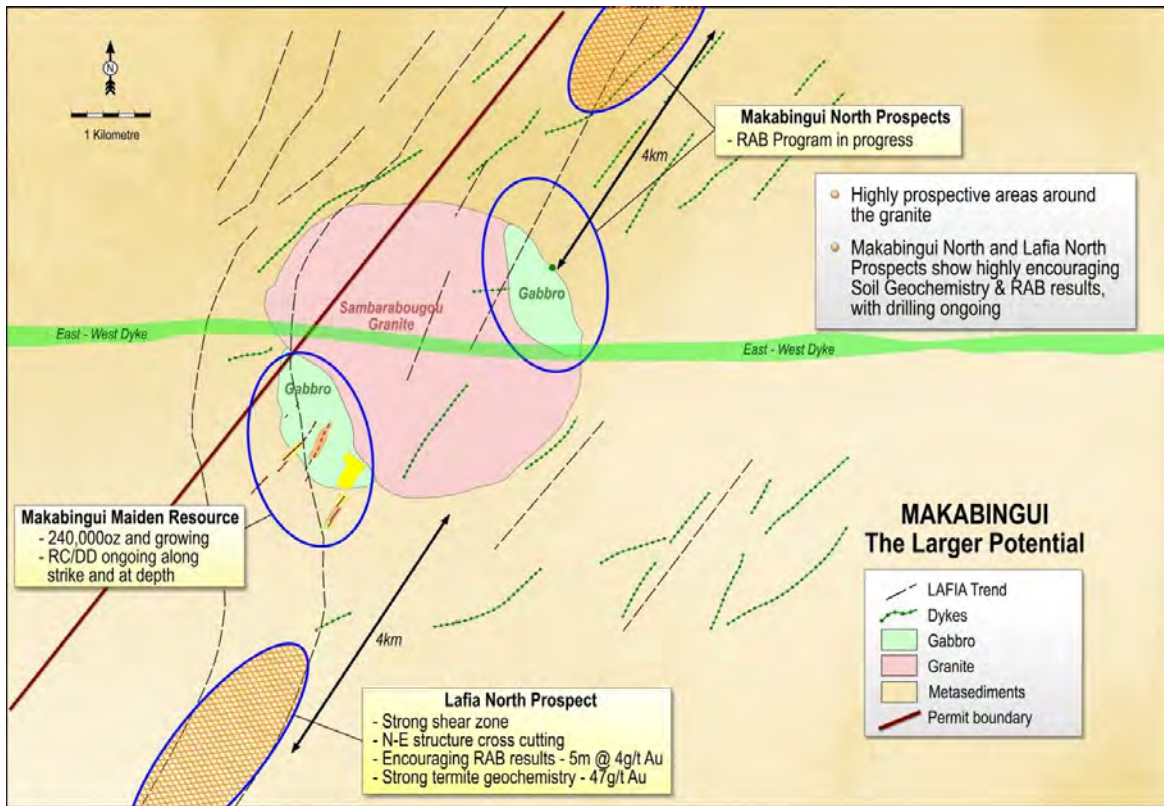 N
1 Kilometre
Makabingui North Prospects
- RAB Program in progress
4km
Highly prospective areas around
the granite
Makabingui North and Lafia North
Prospects show highly encouraging
Soil Geochemistry & RAB results,
with drilling ongoing
Gabbro
Sambarabougou
Granite
East - West Dyke
East - West Dyke
Gabbro
Makabingui Maiden Resource
- 240,000oz and growing
- RC/DD ongoing along
strike and at depth
MAKABINGUI
The Larger Potential
LAFIA Trend
Dykes
Gabbro
Granite
Metasediments
Permit boundary
4km
Lafia North Prospect
- Strong shear zone
- N-E structure cross cutting
- Encouraging RAB results - 5m @ 4g/t Au
- Strong termite geochemistry - 47g/t Au